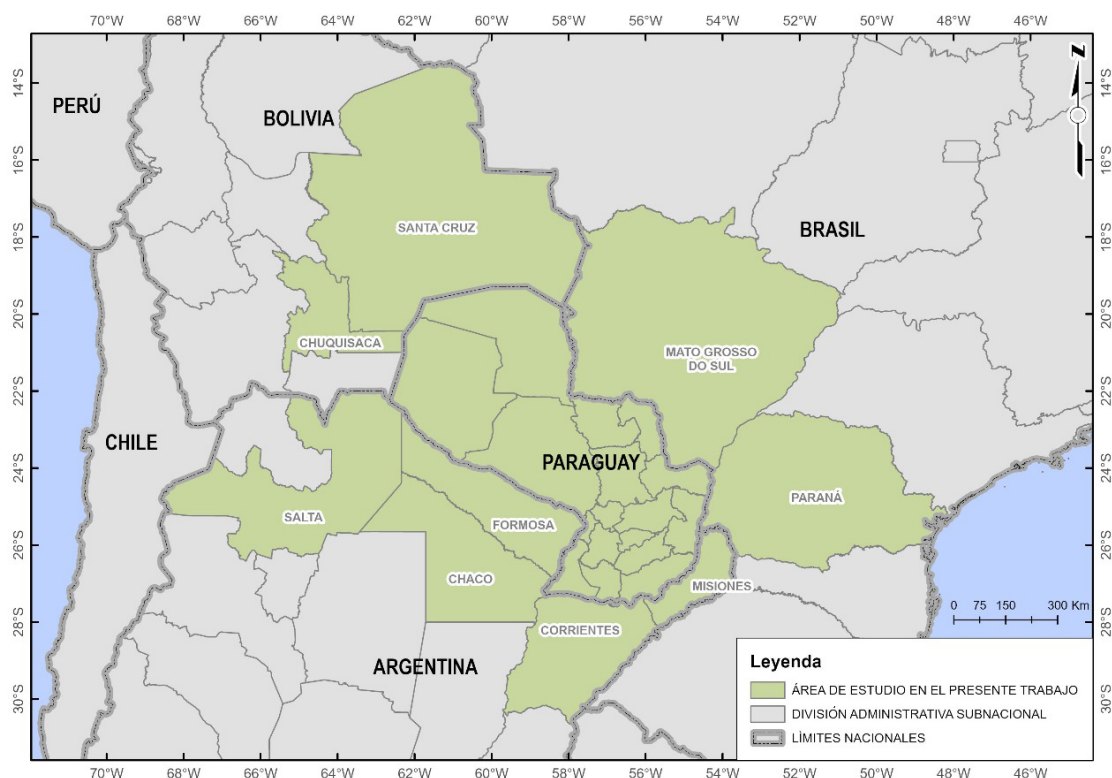 70°W 68°W 66°W 64°W 62°W 60°W 58°W 56°W 54°W 52°W 50°W 48°W 46°W
14°S
16°S
18°S
20°S
22°S
24°S
26°S
28°S
30°S
14°S
16°S
18°S
20°S
22°S
24°S
26°S
28°S
30°S
Z
PERÚ
BOLIVIA
SANTA CRUZ
BRASIL
CHUQUISACA
MATO GROSSO
DO SUL
CHILE
PARAGUAY
PARANÁ
SALTA
FORMOSA
CHACO
MISIONES
CORRIENTES
ARGENTINA
0 75 150 300 Km
Leyenda
ÁREA DE ESTUDIO EN EL PRESENTE TRABAJO
DIVISIÓN ADMINISTRATIVA SUBNACIONAL
LÌMITES NACIONALES
70°W 68°W 66°W 64°W 62°W 60°W 58°W 56°W 54°W 52°W 50°W 48°W 46°W